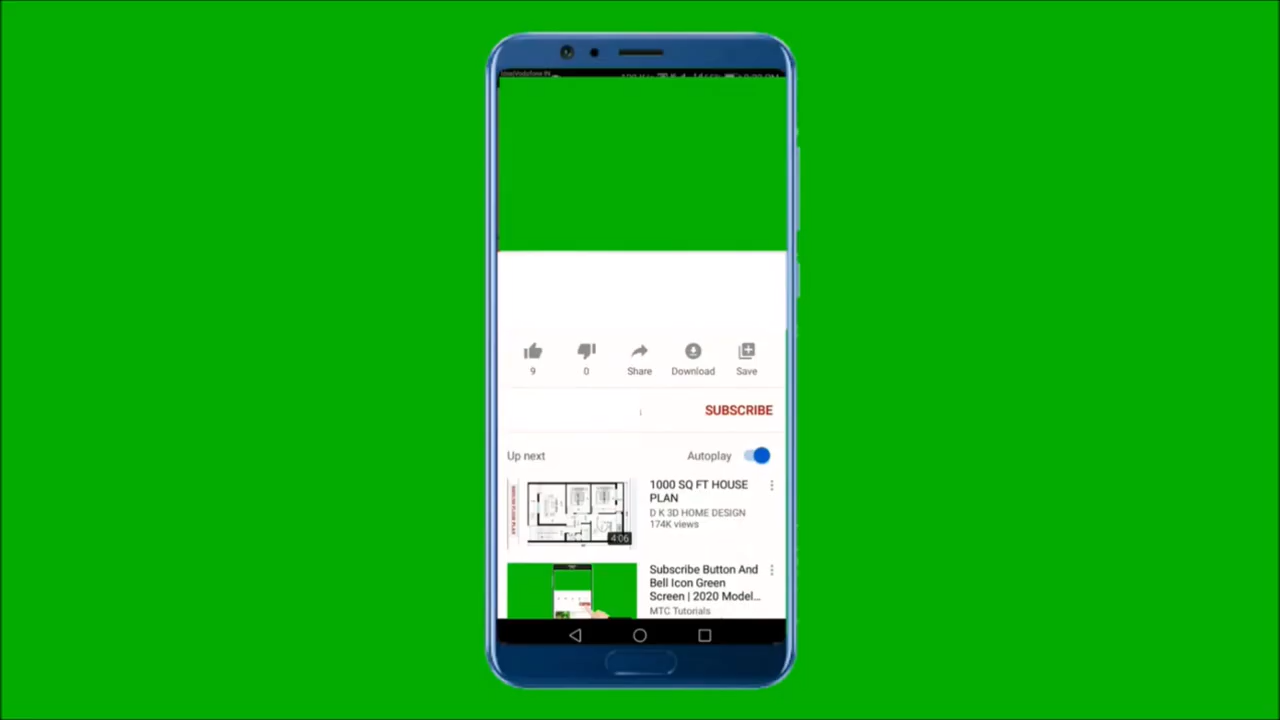 9
0
Share
Download
Save
SUBSCRIBE
Up next
Autoplay
1000 SQ FT HOUSE
PLAN
D K 3D HOME DESIGN
174K views
4:06
Subscribe Button And
Bell Icon Green
Screen | 2020 Model...
MTC Tutorials